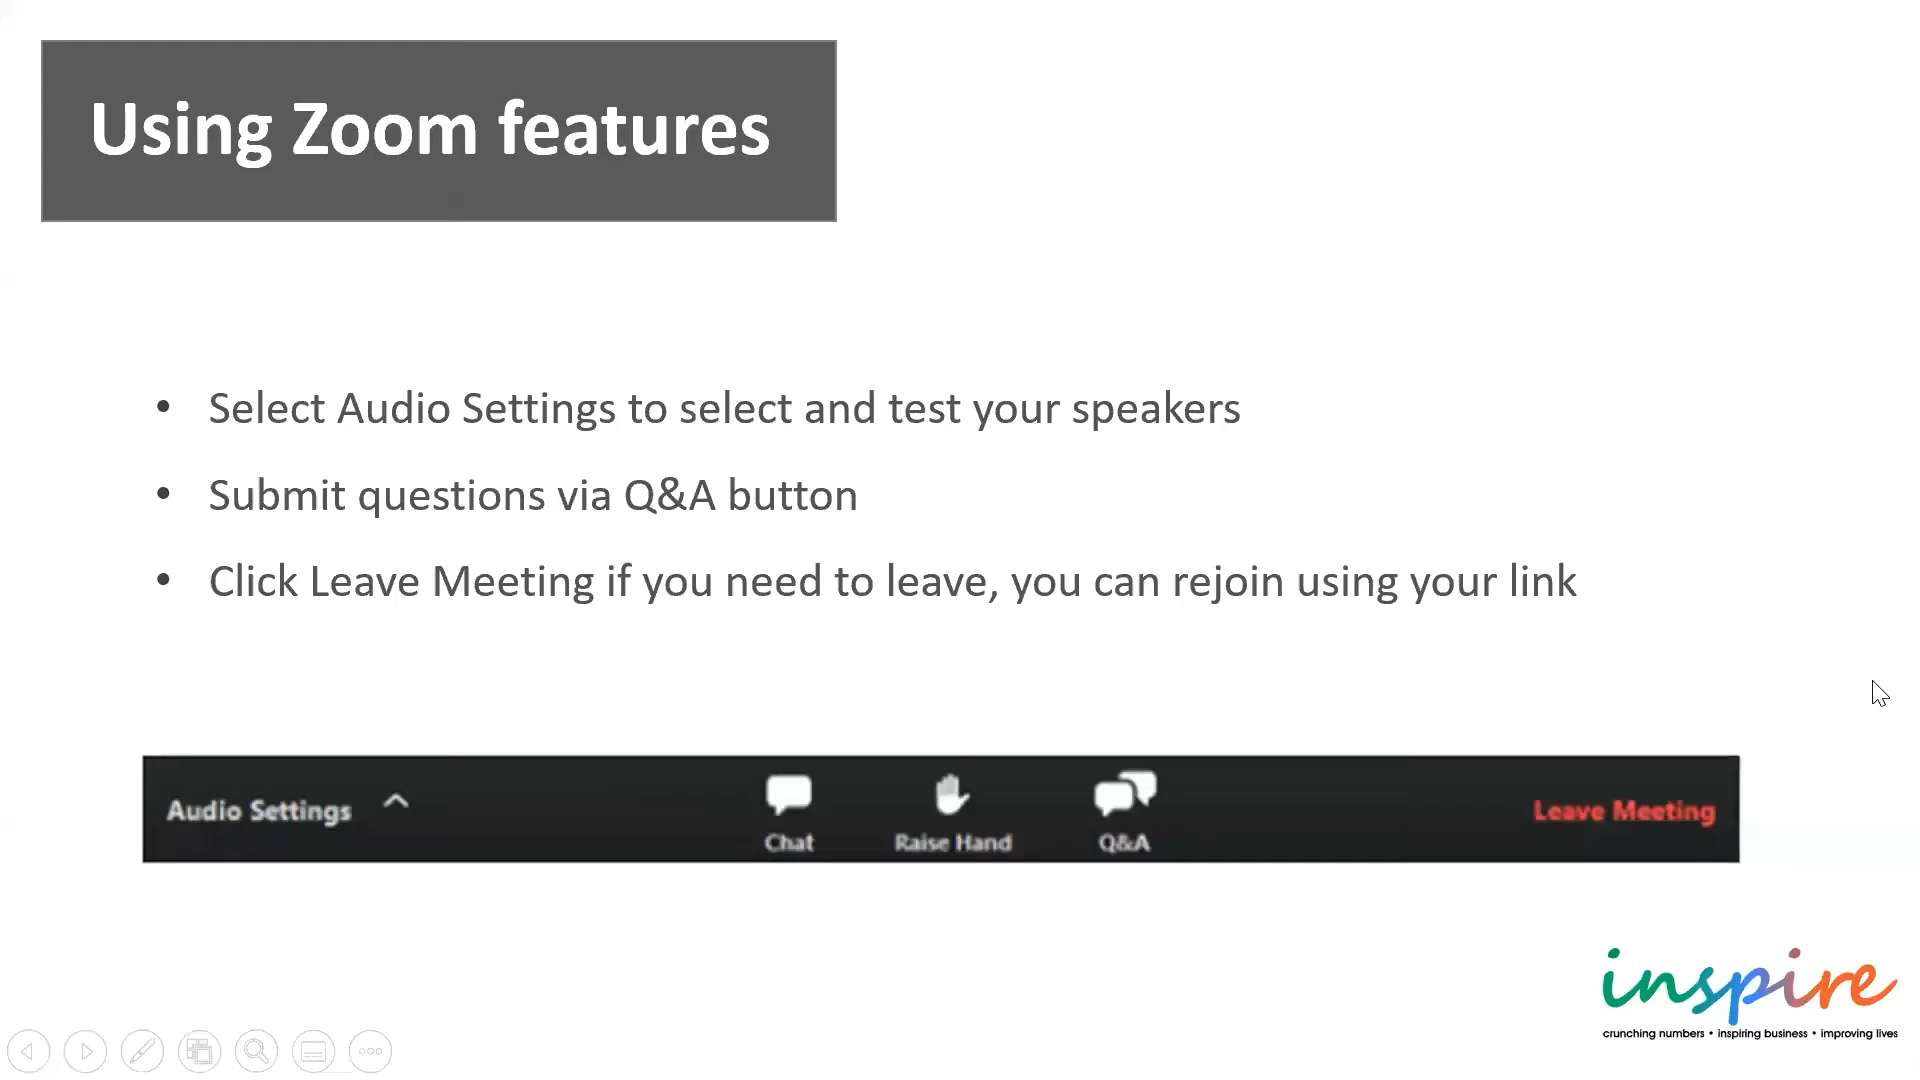 Using Zoom features
• Select Audio Settings to select and test your speakers
• Submit questions via Q&A button
• Click Leave Meeting if you need to leave, you can rejoin using your link
Audio Settings
Chat
Raise Hand
Q&A
Leave Meeting
inspire
crunching numbers • inspiring business • improving lives